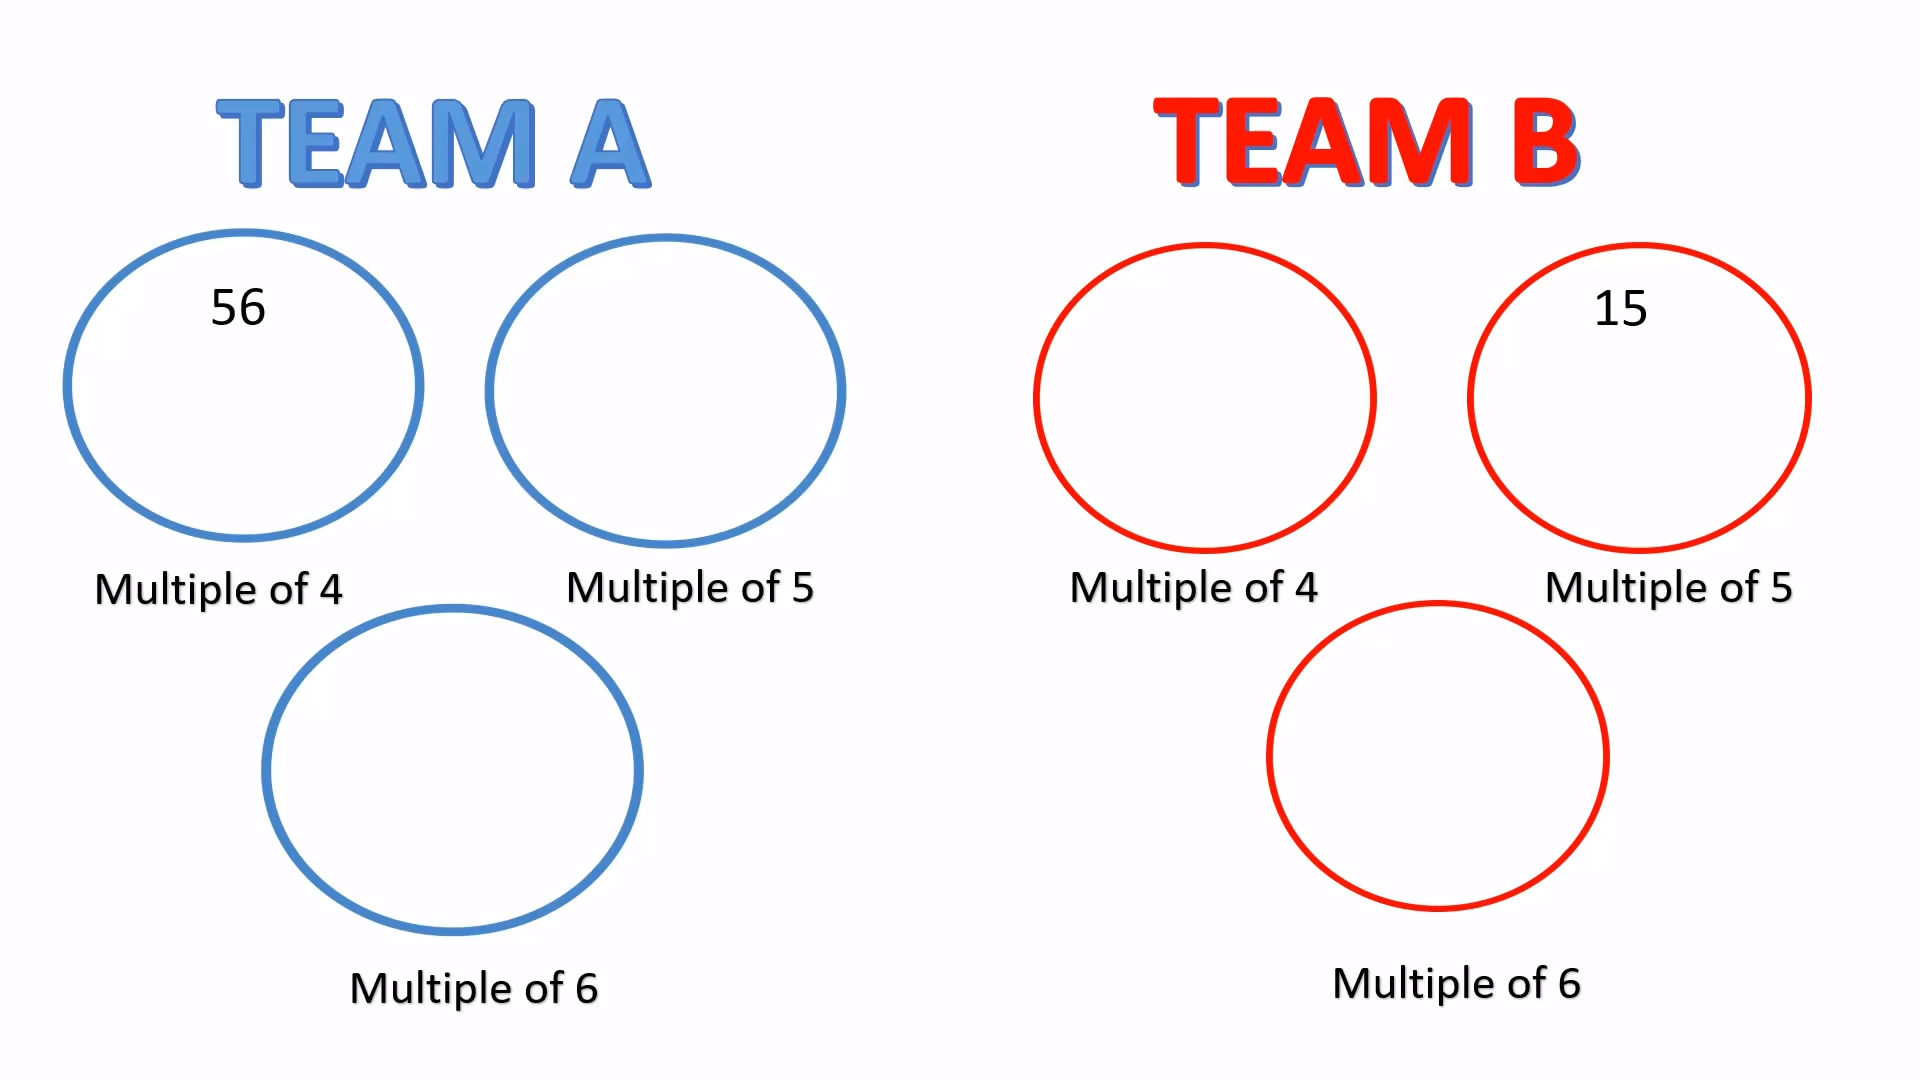 TEAM A
56
Multiple of 4
Multiple of 5
Multiple of 6
TEAM B
15
Multiple of 4
Multiple of 5
Multiple of 6